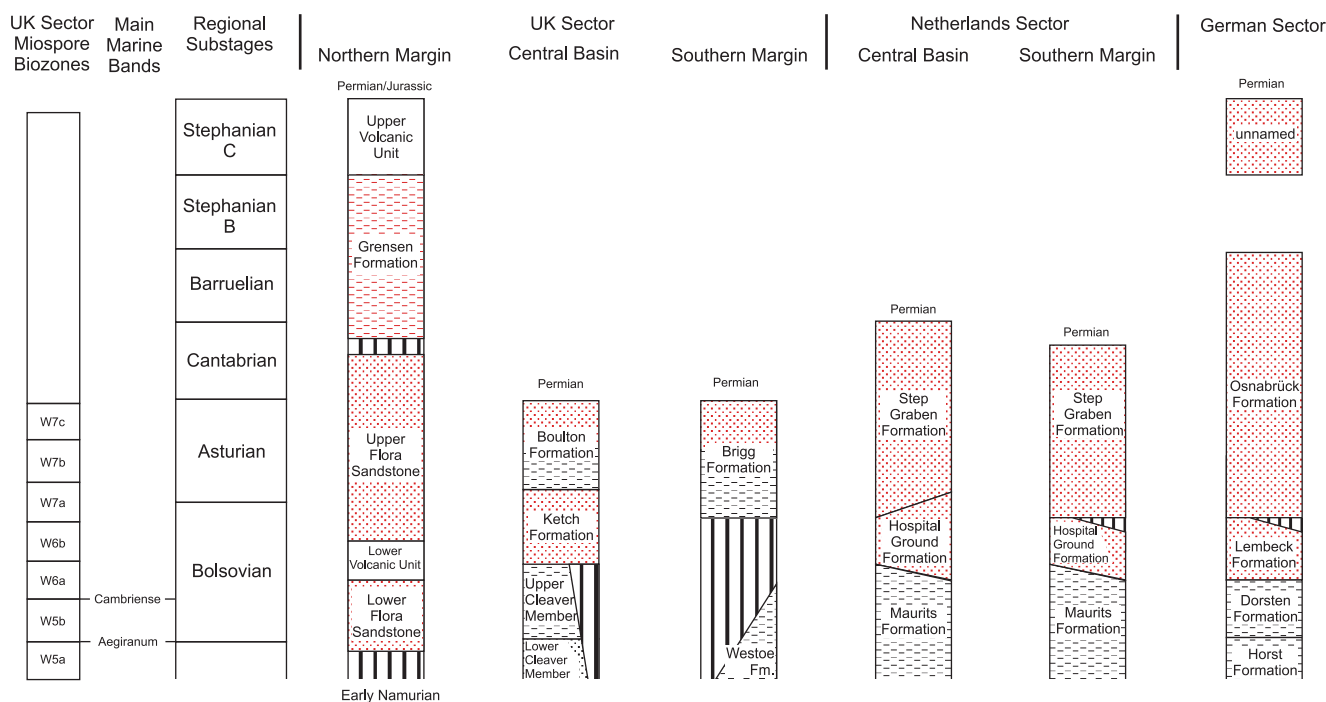 UK Sector
Miospore
Biozones
Main
Marine
Bands
Regional
Substages
UK Sector
Northern Margin
Central Basin
Southern Margin
Netherlands Sector
Central Basin
Southern Margin
German Sector
W7c
W7b
W7a
W6b
W6a
W5b
W5a
Cambriense
Aegiranum
Stephanian
C
Stephanian
B
Barruelian
Cantabrian
Asturian
Bolsovian
Permian/Jurassic
Upper
Volcanic
Unit
Grensen
Formation
Upper
Flora
Sandstone
Lower
Volcanic Unit
Lower
Flora
Sandstone
Early Namurian
Permian
Boulton
Formation
Ketch
Formation
Upper
Cleaver
Member
Lower
Cleaver
Member
Permian
Brigg
Formation
Westoe
Fm.
Permian
Step
Graben
Formation
Hospital
Ground
Formation
Maurits
Formation
Permian
Step
Graben
Formation
Hospital
Ground
Formation
Maurits
Formation
Permian
unnamed
Osnabrück
Formation
Lembeck
Formation
Dorsten
Formation
Horst
Formation